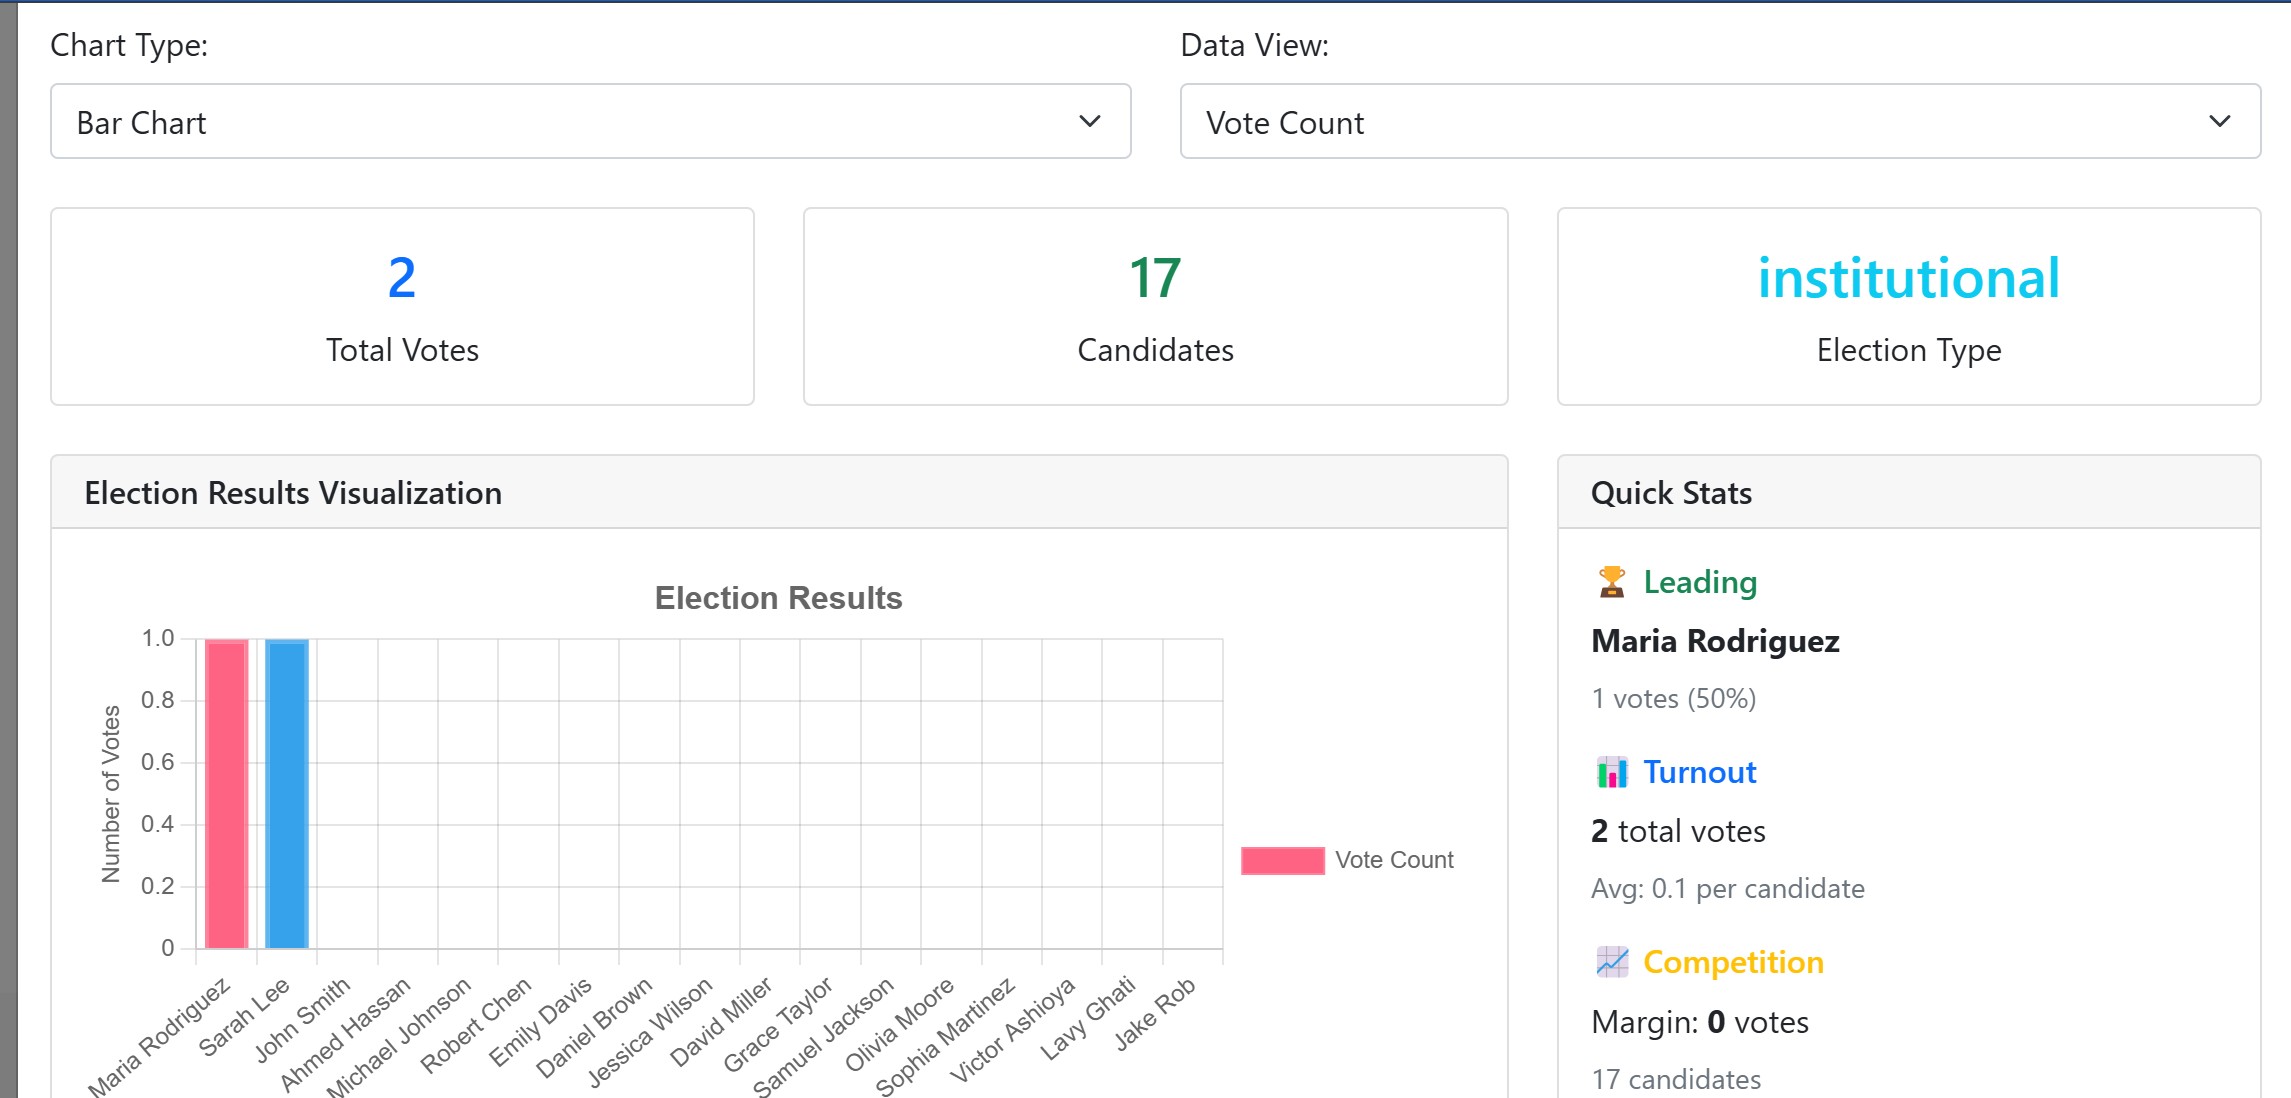 Chart Type:
Data View:
Bar Chart
Vote Count
2
Total Votes
17
Candidates
institutional
Election Type
Election Results Visualization
Election Results
1.0
0.8
0.6
0.4
0.2
0
Number of Votes
Maria Rodriguez
Sarah Lee
John Smith
Ahmed Hassan
Michael Johnson
Robert Chen
Emily Davis
Daniel Brown
Jessica Wilson
David Miller
Grace Taylor
Samuel Jackson
Olivia Moore
Sophia Martinez
Victor Ashioya
Lavy Ghati
Jake Rob
Vote Count
Quick Stats
Leading
Maria Rodriguez
1 votes (50%)
Turnout
2 total votes
Avg: 0.1 per candidate
Competition
Margin: 0 votes
17 candidates